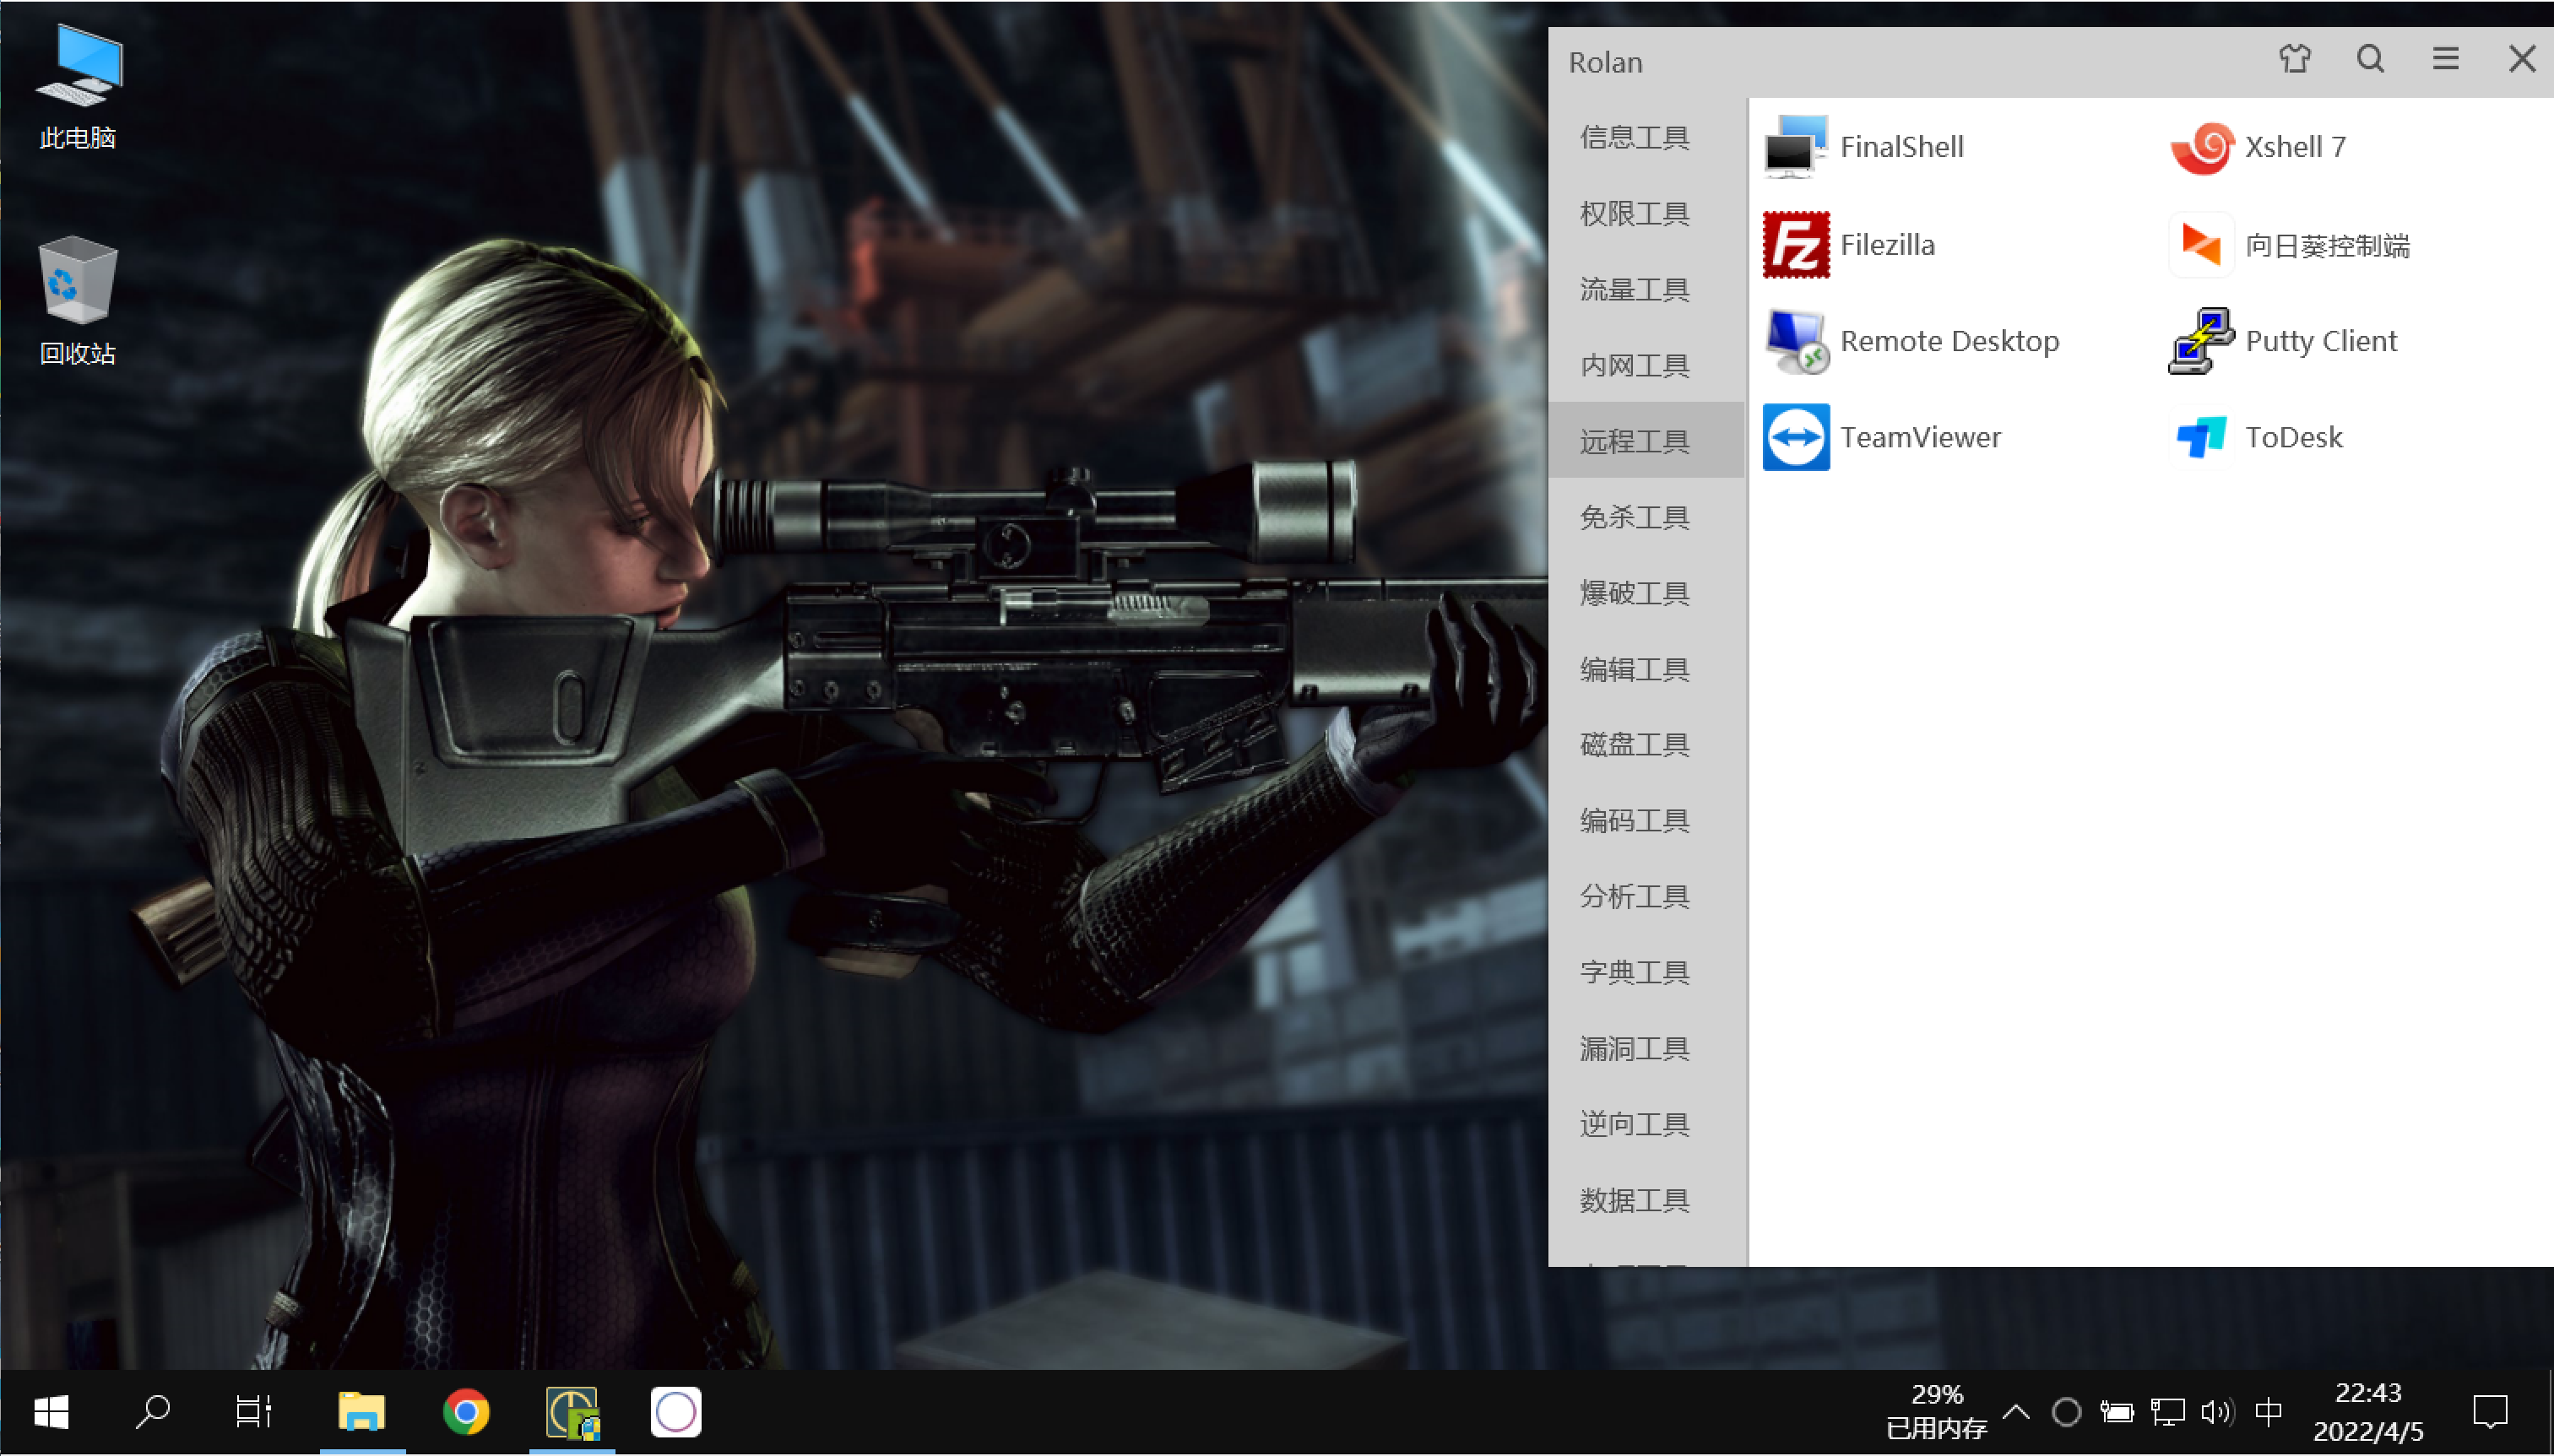 此电脑
回收站
Rolan
信息工具
权限工具
流量工具
内网工具
远程工具
免杀工具
爆破工具
编辑工具
磁盘工具
编码工具
分析工具
字典工具
漏洞工具
逆向工具
数据工具
FinalShell
Xshell 7
Filezilla
向日葵控制端
Remote Desktop
Putty Client
TeamViewer
ToDesk
29%
已用内存
中
22:43
2022/4/5